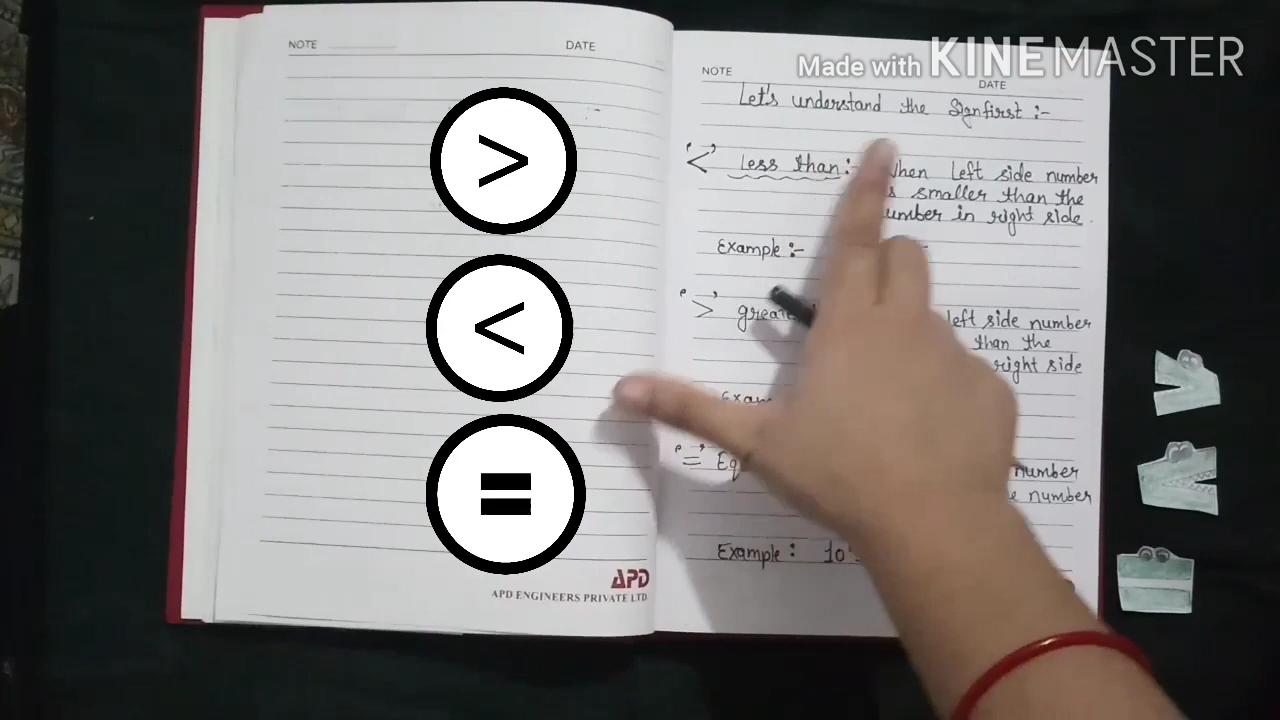 NOTE
DATE
>
<
=
APD
APD ENGINEERS PRIVATE LTD
Made with KINEMASTER
NOTE
DATE
Let's understand the Sign first :-
'<' Less than :- When Left side number
smaller than the
number in right side.
Example :-
'>' left side number
than the
right side
'=' number
number
Example : 10